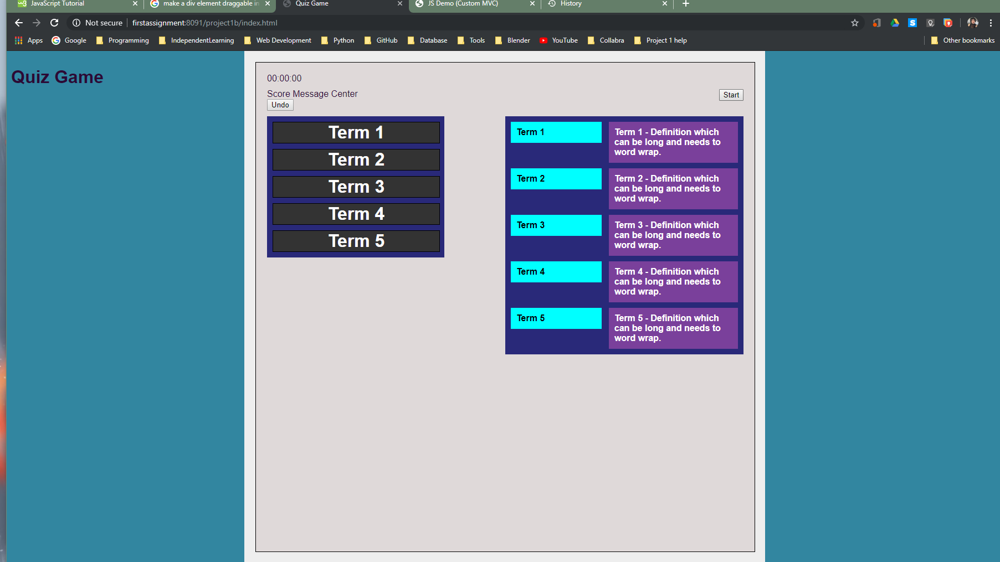 JavaScript Tutorial
make a div element draggable in
Quiz Game
JS Demo (Custom MVC)
History
Not secure
firstassignment:8091/project1b/index.html
Apps
Google
Programming
IndependentLearning
Web Development
Python
GitHub
Database
Tools
Blender
YouTube
Collabra
Project 1 help
Other bookmarks
Quiz Game
00:00:00
Score Message Center
Start
Undo
Term 1
Term 2
Term 3
Term 4
Term 5
Term 1
Term 1 - Definition which
can be long and needs to
word wrap.
Term 2
Term 2 - Definition which
can be long and needs to
word wrap.
Term 3
Term 3 - Definition which
can be long and needs to
word wrap.
Term 4
Term 4 - Definition which
can be long and needs to
word wrap.
Term 5
Term 5 - Definition which
can be long and needs to
word wrap.